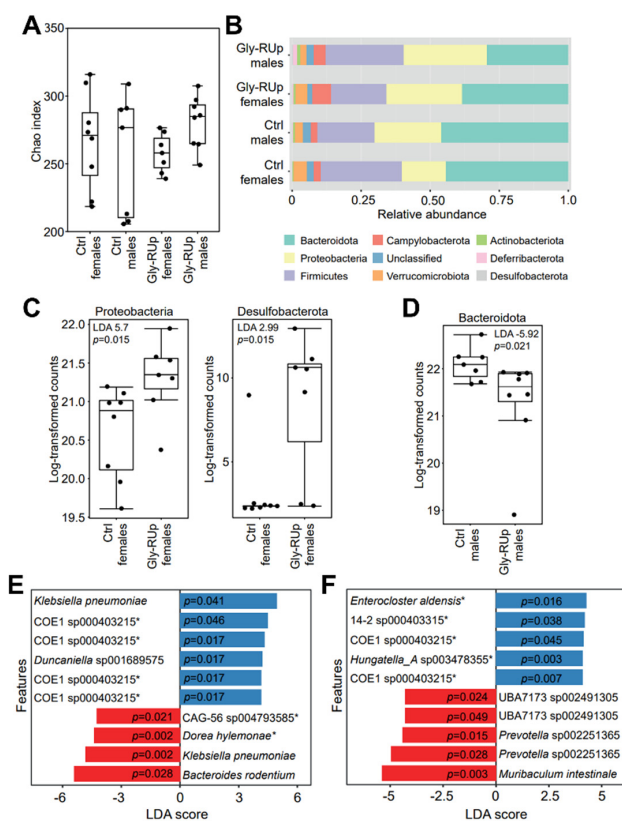 A
350
300
250
200
Chao index
Ctrl females
Ctrl males
Gly-RUp females
Gly-RUp males
B
Gly-RUp males
Gly-RUp females
Ctrl males
Ctrl females
0 0.25 0.50 0.75 1.0
Relative abundance
Bacteroidota Campylobacterota Actinobacteriota
Proteobacteria Unclassified Deferribacterota
Firmicutes Verrucomicrobiota Desulfobacterota
C
Proteobacteria
LDA 5.7
p=0.015
22.0
21.5
21.0
20.5
20.0
19.5
Log-transformed counts
Ctrl females
Gly-RUp females
Desulfobacterota
LDA 2.99
p=0.015
10
5
Log-transformed counts
Ctrl females
Gly-RUp females
D
Bacteroidota
LDA -5.92
p=0.021
22
21
20
19
Log-transformed counts
Ctrl males
Gly-RUp males
E
Features
Klebsiella pneumoniae p=0.041
COE1 sp000403215* p=0.046
COE1 sp000403215* p=0.017
Duncaniella sp001689575 p=0.017
COE1 sp000403215* p=0.017
COE1 sp000403215* p=0.017
p=0.021 CAG-56 sp004793585*
p=0.002 Dorea hylemonae*
p=0.002 Klebsiella pneumoniae
p=0.028 Bacteroides rodentium
-6 -3 0 3 6
LDA score
F
Features
Enterocloster aldensis* p=0.016
14-2 sp000403315* p=0.038
COE1 sp000403215* p=0.045
Hungatella_A sp003478355* p=0.003
COE1 sp000403215* p=0.007
p=0.024 UBA7173 sp002491305
p=0.049 UBA7173 sp002491305
p=0.015 Prevotella sp002251365
p=0.028 Prevotella sp002251365
p=0.003 Muribaculum intestinale
-5 -2.5 0 2.5 5
LDA score